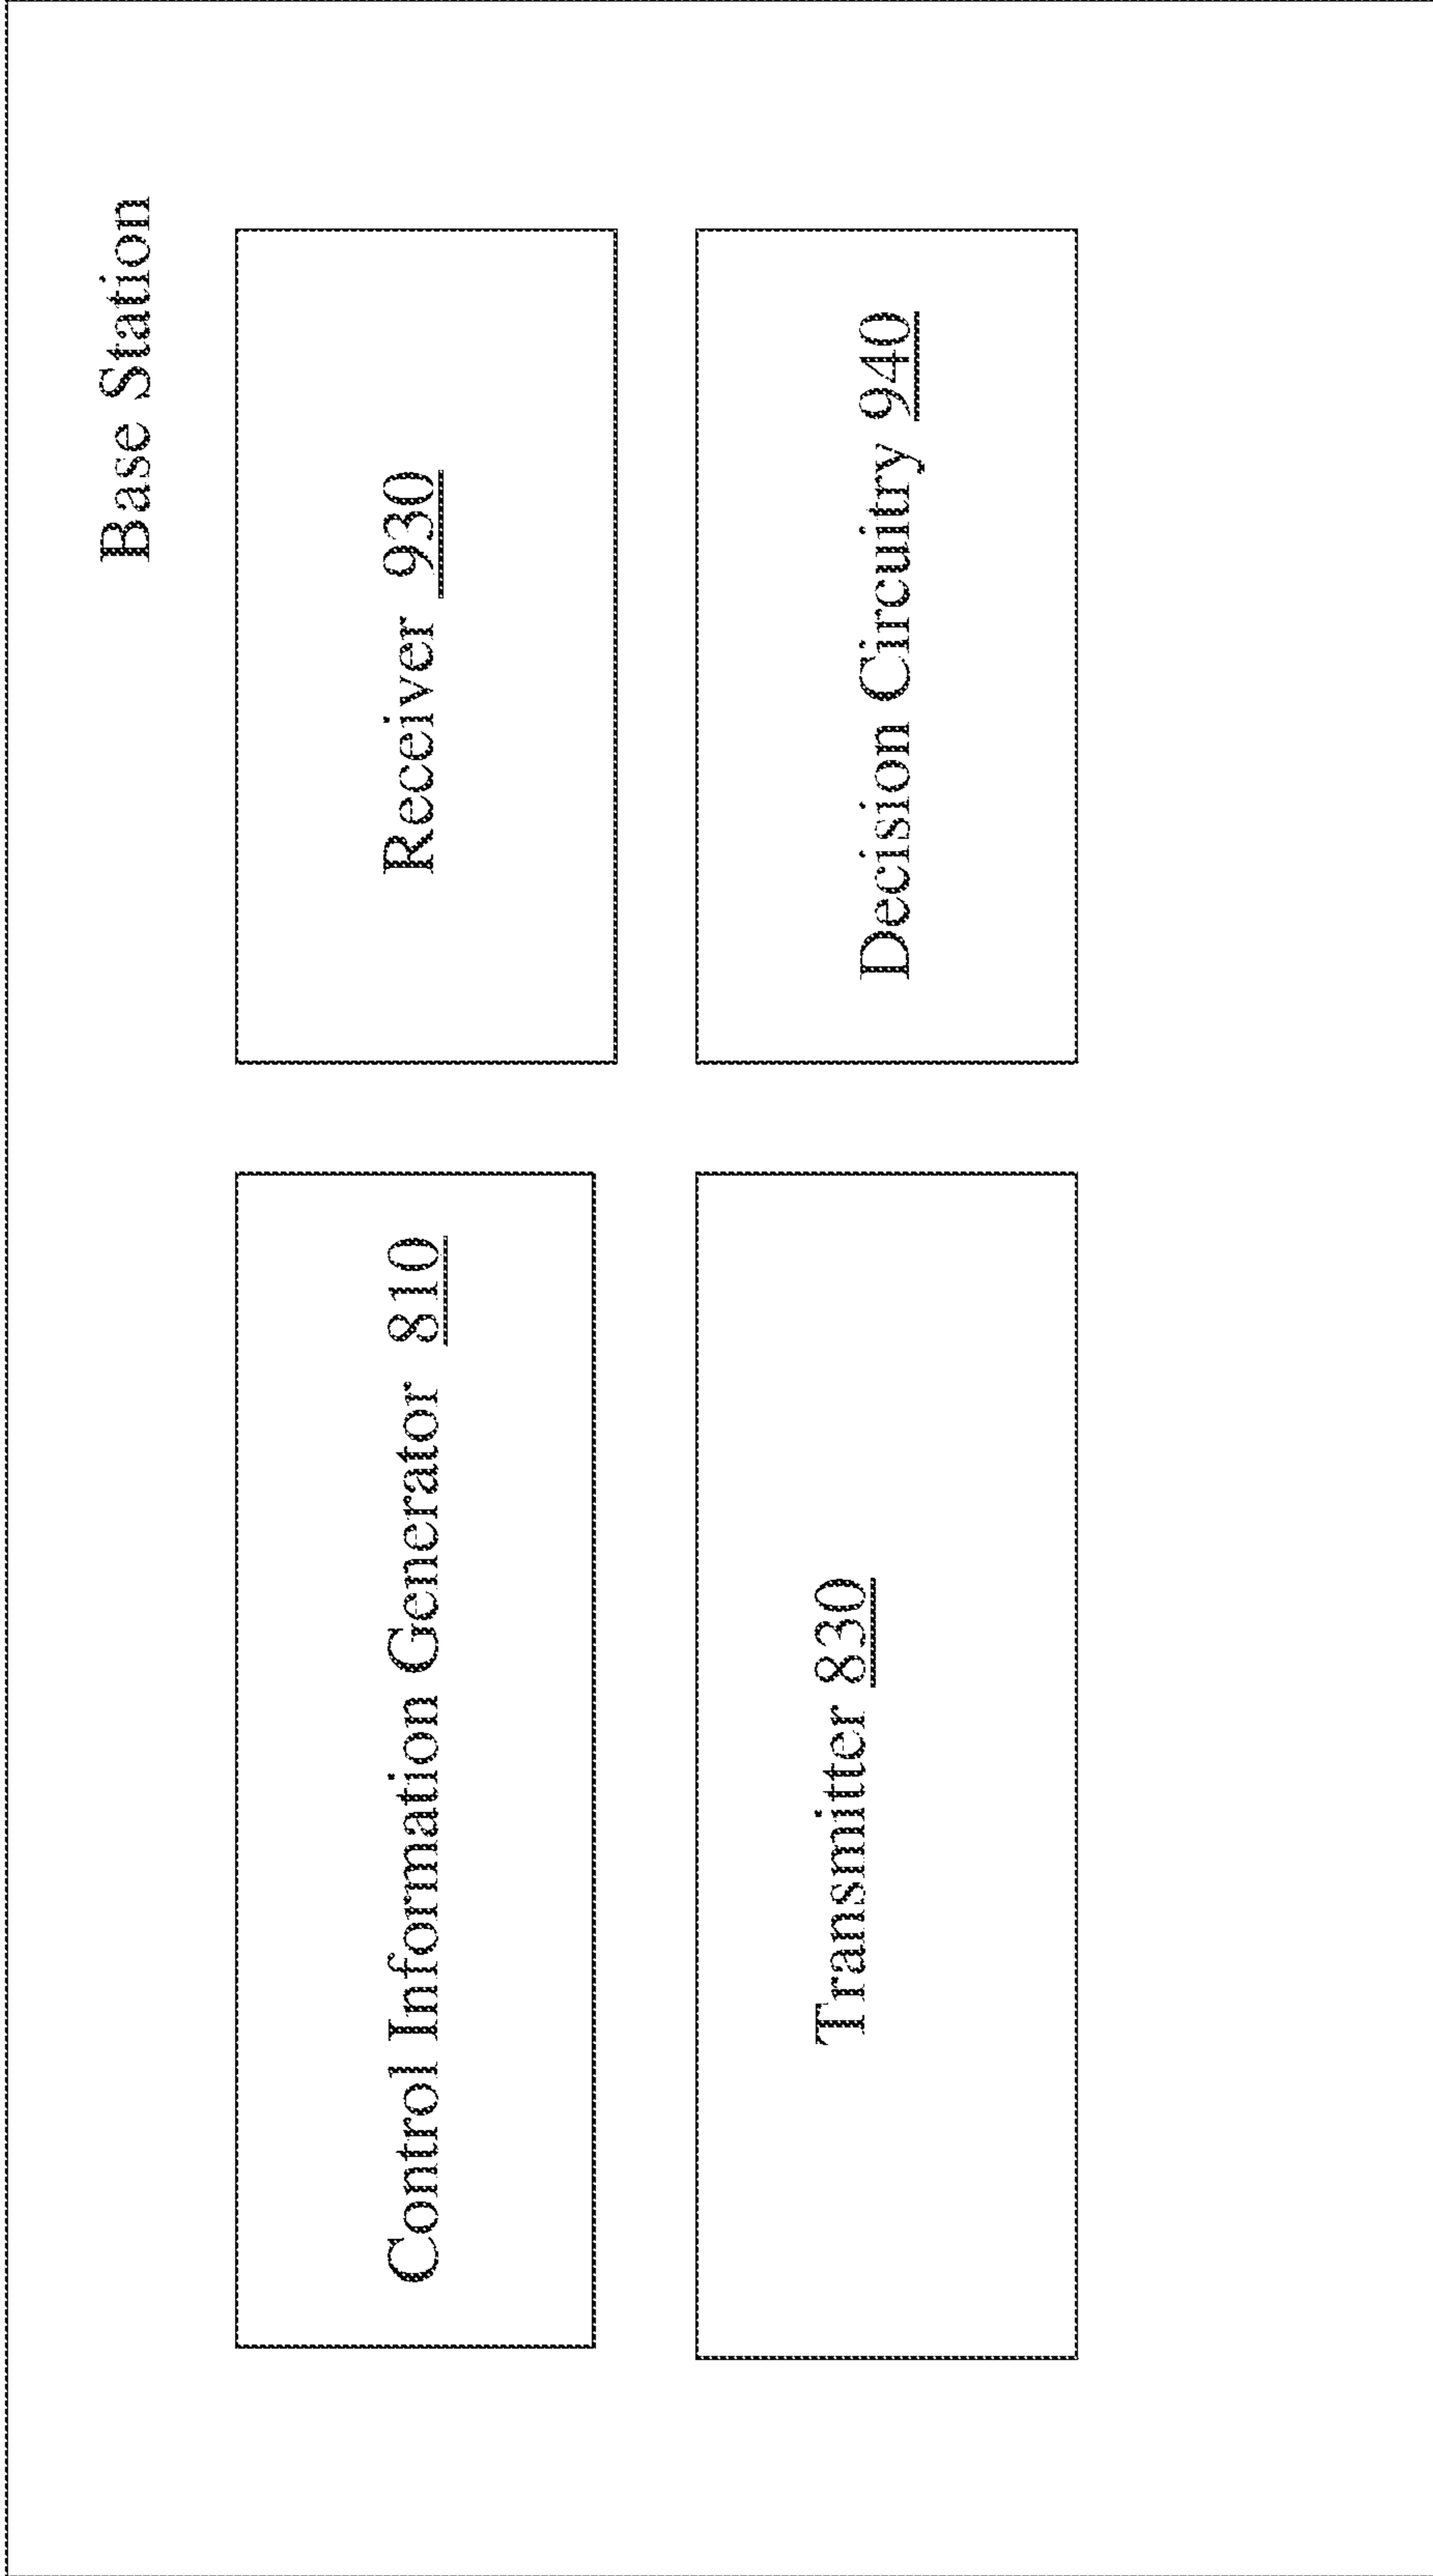 Base Station
Control Information Generator 810
Receiver 930
Transmitter 830
Decision Circuitry 940